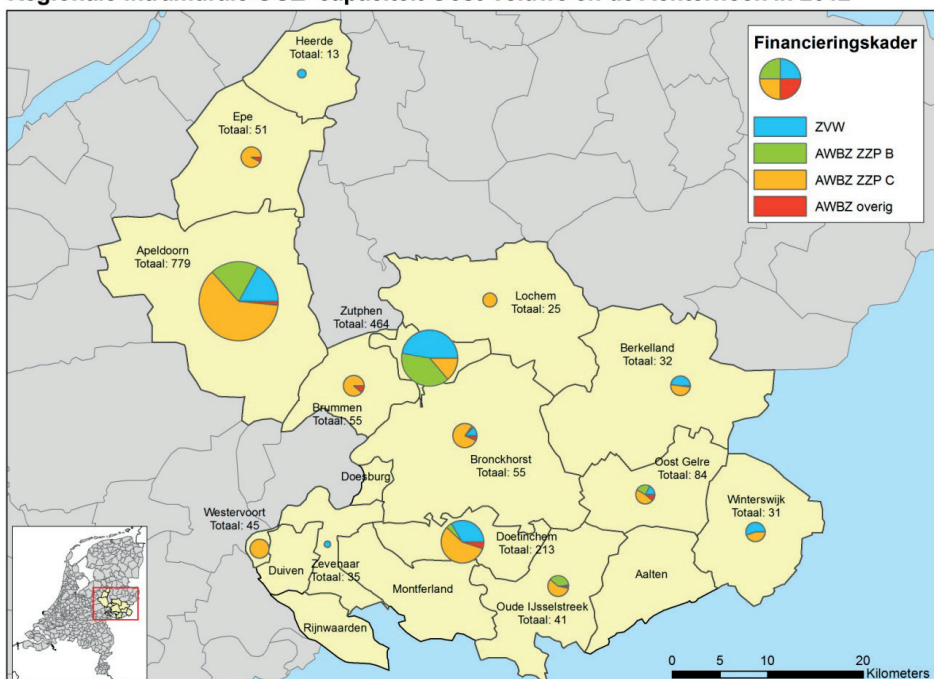 Heerde
Totaal: 13
Epe
Totaal: 51
Apeldoorn
Totaal: 779
Zutphen
Totaal: 464
Lochem
Totaal: 25
Berkelland
Totaal: 32
Brummen
Totaal: 55
Bronckhorst
Totaal: 55
Doesburg
Oost Gelre
Totaal: 84
Winterswijk
Totaal: 31
Westervoort
Totaal: 45
Duiven
Zevenaar
Totaal: 35
Doetinchem
Totaal: 213
Montferland
Aalten
Oude IJsselstreek
Totaal: 41
Rijnwaarden
Financieringskader
ZVW
AWBZ ZZP B
AWBZ ZZP C
AWBZ overig
0 5 10 20
Kilometers